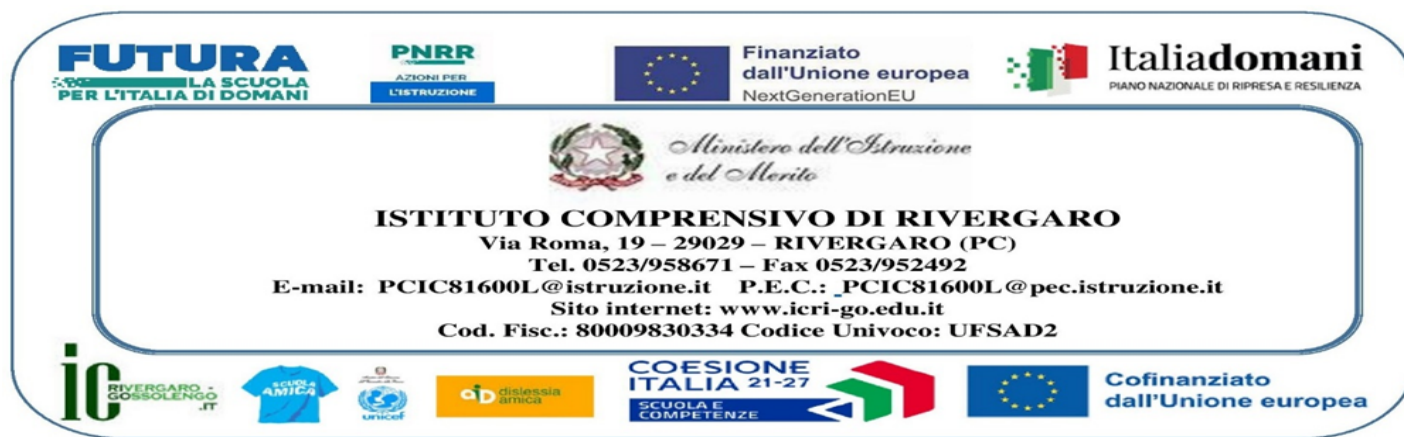 FUTURA
LA SCUOLA
PER L'ITALIA DI DOMANI
PNRR
AZIONI PER
L'ISTRUZIONE
Finanziato
dall'Unione europea
NextGenerationEU
Italiadomani
PIANO NAZIONALE DI RIPRESA E RESILIENZA
Ministero dell'Istruzione
e del Merito
ISTITUTO COMPRENSIVO DI RIVERGARO
Via Roma, 19 – 29029 – RIVERGARO (PC)
Tel. 0523/958671 – Fax 0523/952492
E-mail: PCIC81600L@istruzione.it P.E.C.: PCIC81600L@pec.istruzione.it
Sito internet: www.icri-go.edu.it
Cod. Fisc.: 80009830334 Codice Univoco: UFSAD2
ic
RIVERGARO -
GOSSOLENGO
.IT
SCUOLA
AMICA
unicef
aiD dislessia
amica
COESIONE
ITALIA 21-27
SCUOLA E
COMPETENZE
Cofinanziato
dall'Unione europea